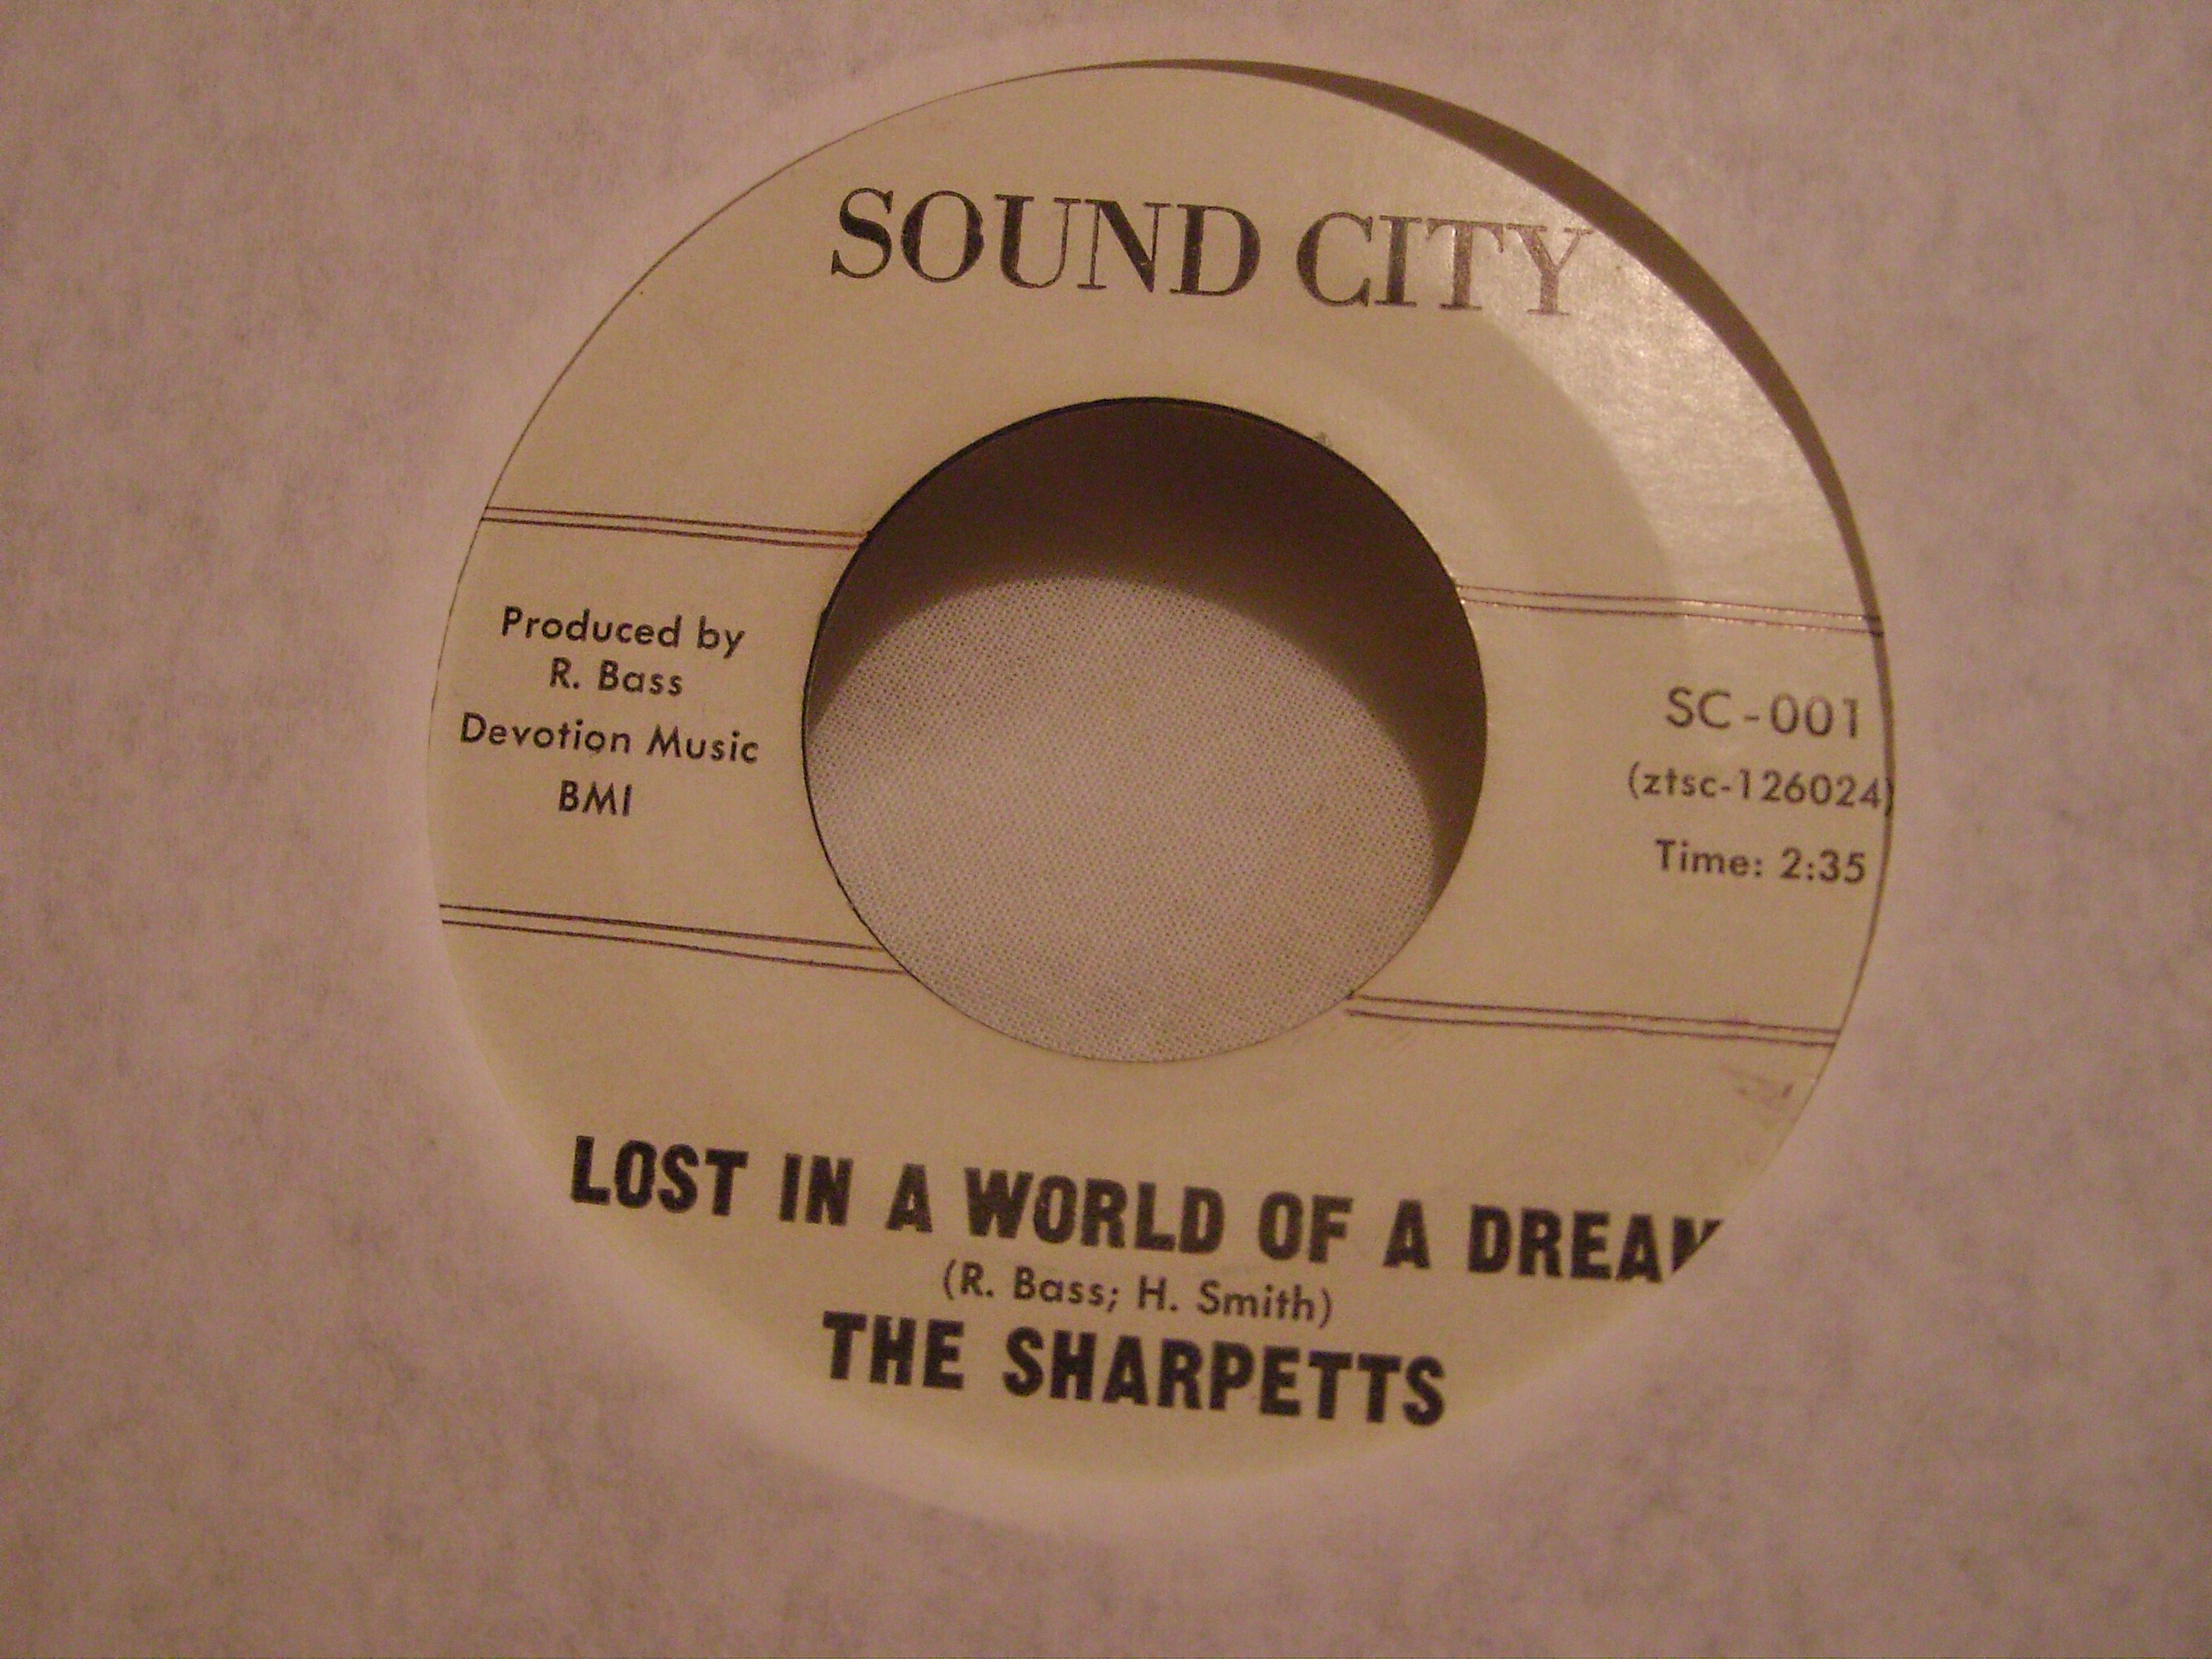 SOUND CITY
Produced by
R. Bass
Devotion Music
BMI
SC-001
(ztsc-126024)
Time: 2:35
LOST IN A WORLD OF A DREAM
(R. Bass; H. Smith)
THE SHARPETTS